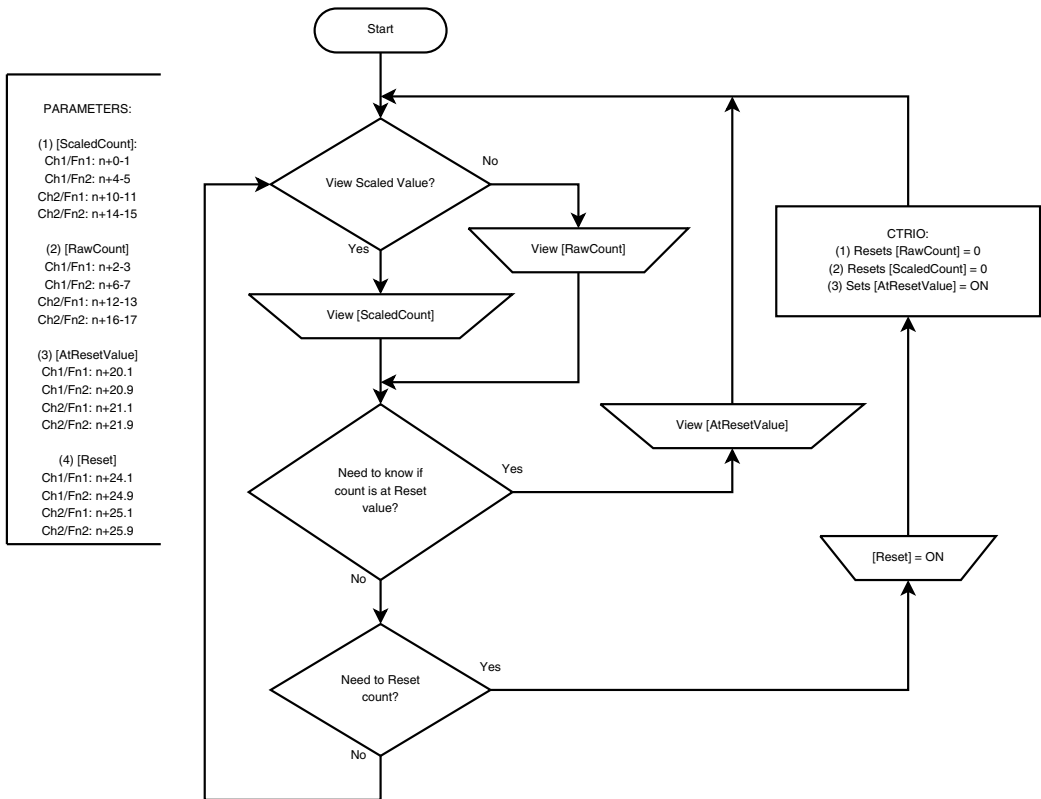 Start
PARAMETERS:
(1) [ScaledCount]:
Ch1/Fn1: n+0-1
Ch1/Fn2: n+4-5
Ch2/Fn1: n+10-11
Ch2/Fn2: n+14-15
(2) [RawCount]
Ch1/Fn1: n+2-3
Ch1/Fn2: n+6-7
Ch2/Fn1: n+12-13
Ch2/Fn2: n+16-17
(3) [AtResetValue]
Ch1/Fn1: n+20.1
Ch1/Fn2: n+20.9
Ch2/Fn1: n+21.1
Ch2/Fn2: n+21.9
(4) [Reset]
Ch1/Fn1: n+24.1
Ch1/Fn2: n+24.9
Ch2/Fn1: n+25.1
Ch2/Fn2: n+25.9
View Scaled Value?
No
Yes
View [RawCount]
View [ScaledCount]
CTRIO:
(1) Resets [RawCount] = 0
(2) Resets [ScaledCount] = 0
(3) Sets [AtResetValue] = ON
View [AtResetValue]
Need to know if
count is at Reset
value?
Yes
No
[Reset] = ON
Need to Reset
count?
Yes
No